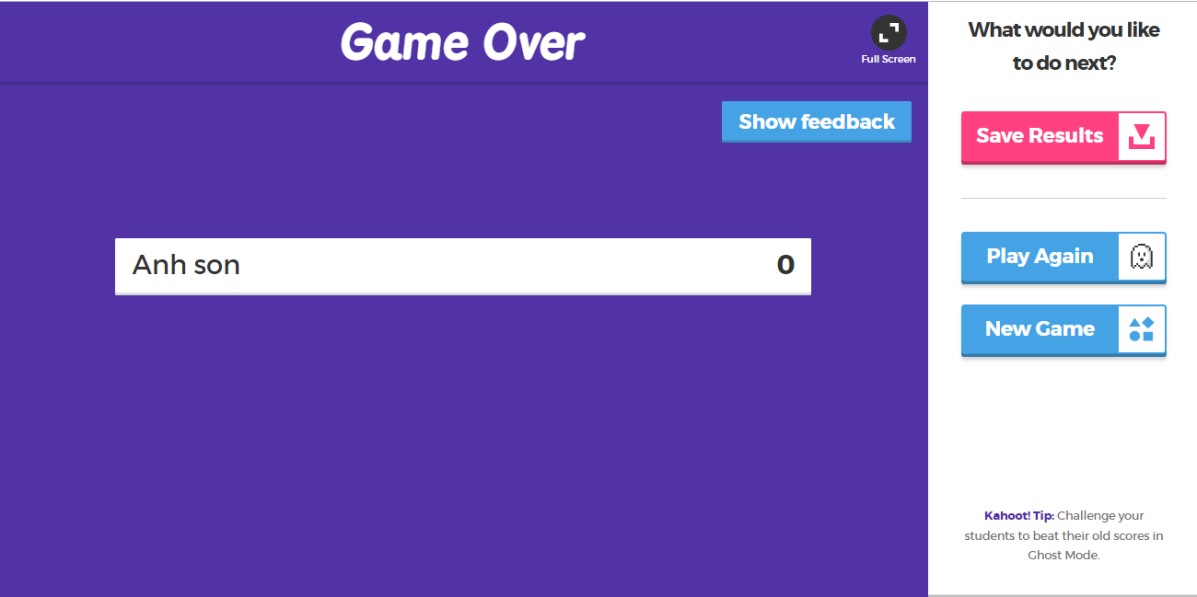 Game Over
Full Screen
Show feedback
Anh son 0
What would you like
to do next?
Save Results
Play Again
New Game
Kahoot! Tip: Challenge your
students to beat their old scores in
Ghost Mode.